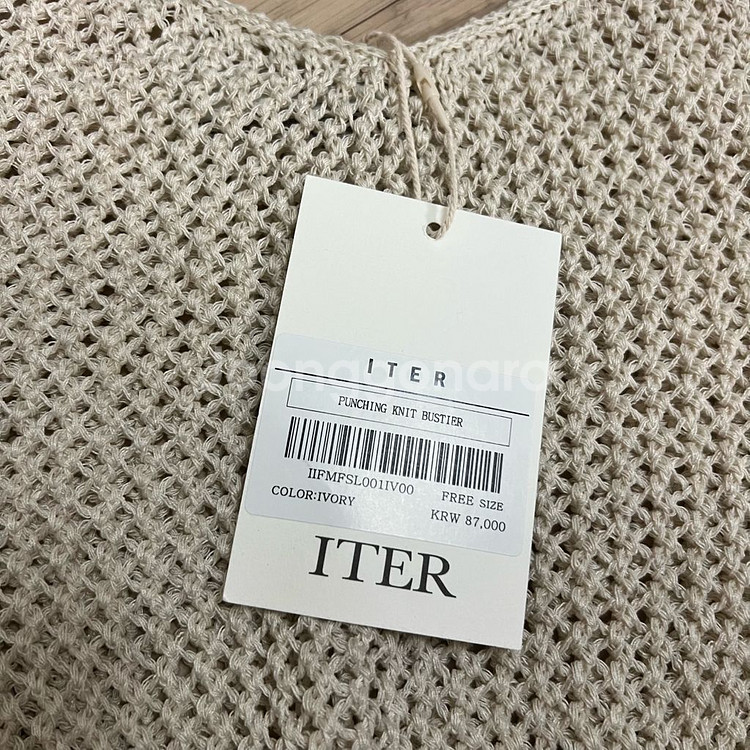 ITER
PUNCHING KNIT BUSTIER
IIFMFSL001IV00
FREE SIZE
COLOR:IVORY
KRW 87,000
ITER